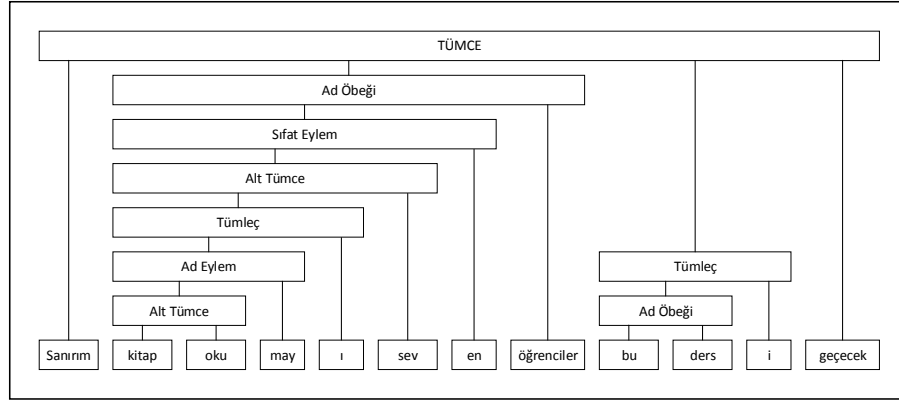 TÜMCE
Ad Öbeği
Sıfat Eylem
Alt Tümce
Tümleç
Ad Eylem Tümleç
Alt Tümce Ad Öbeği
Sanırım kitap oku may ı sev en öğrenciler bu ders i geçecek